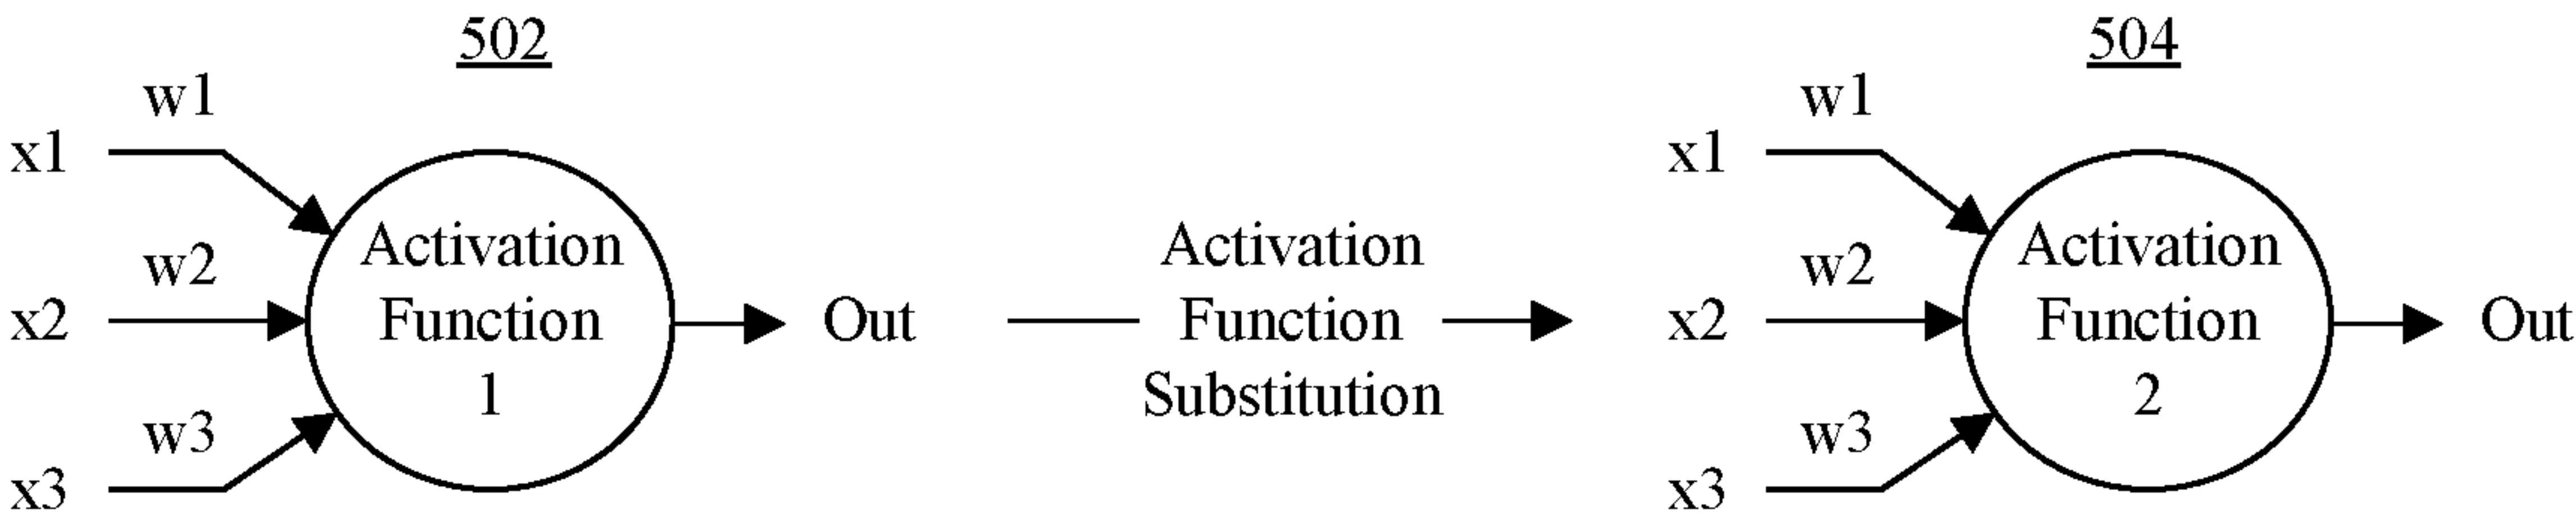 502
w1
x1
w2
x2
w3
x3
Activation
Function
1
Out
Activation
Function
Substitution
504
w1
x1
w2
x2
w3
x3
Activation
Function
2
Out